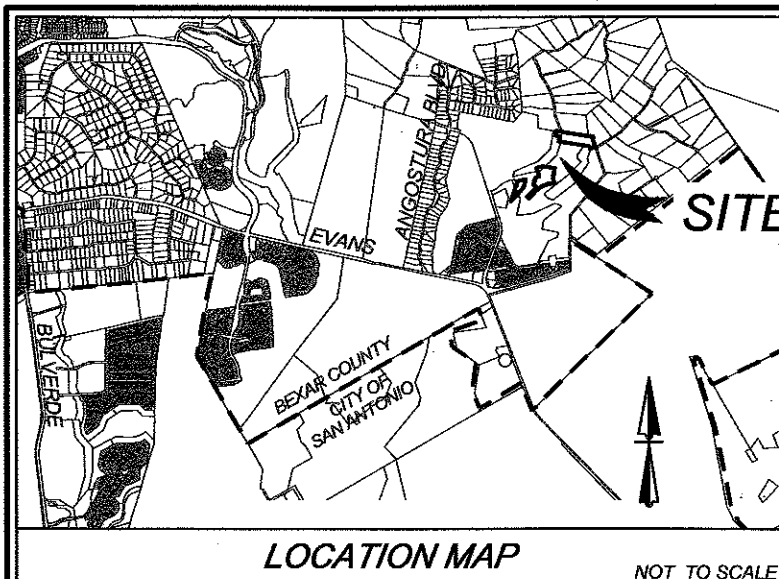 ANGOSTURA BLVD
SITE
EVANS
BULVERDE
BEXAR COUNTY
CITY OF
SAN ANTONIO
LOCATION MAP
NOT TO SCALE